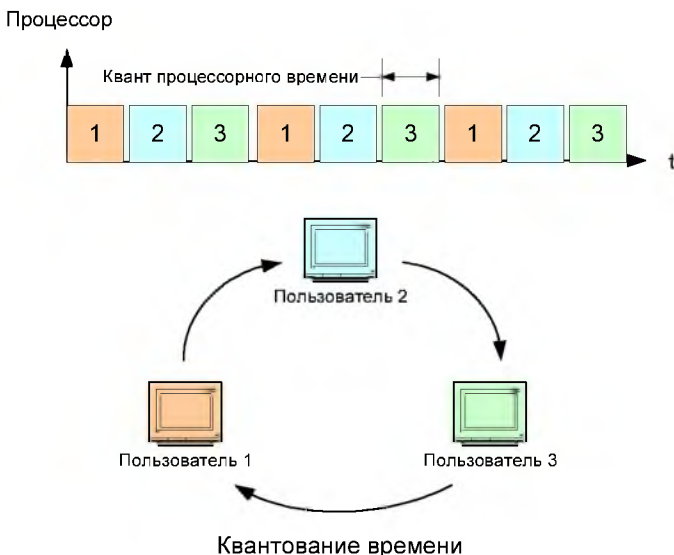 Процессор
Квант процессорного времени
1 2 3 1 2 3 1 2 3
t
Пользователь 2
Пользователь 1 Пользователь 3
Квантование времени